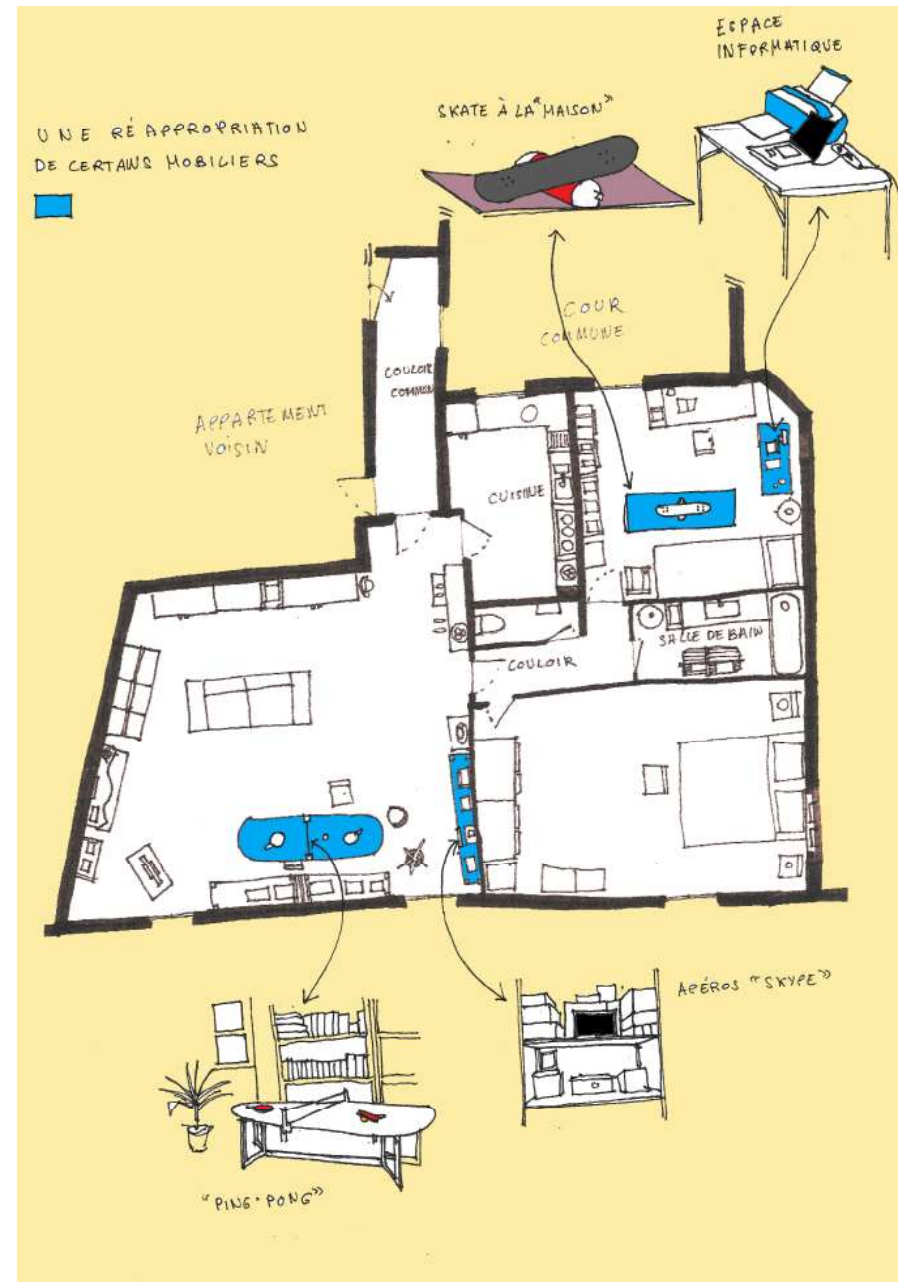 UNE RÉAPPROPRIATION
DE CERTAINS MOBILIERS
SKATE À LA "MAISON"
ESPACE
INFORMATIQUE
COUR
COMMUNE
COULOIR
COMMUN
APPARTEMENT
VOISIN
CUISINE
SALLE DE BAIN
COULOIR
APÉROS "SKYPE"
"PING-PONG"